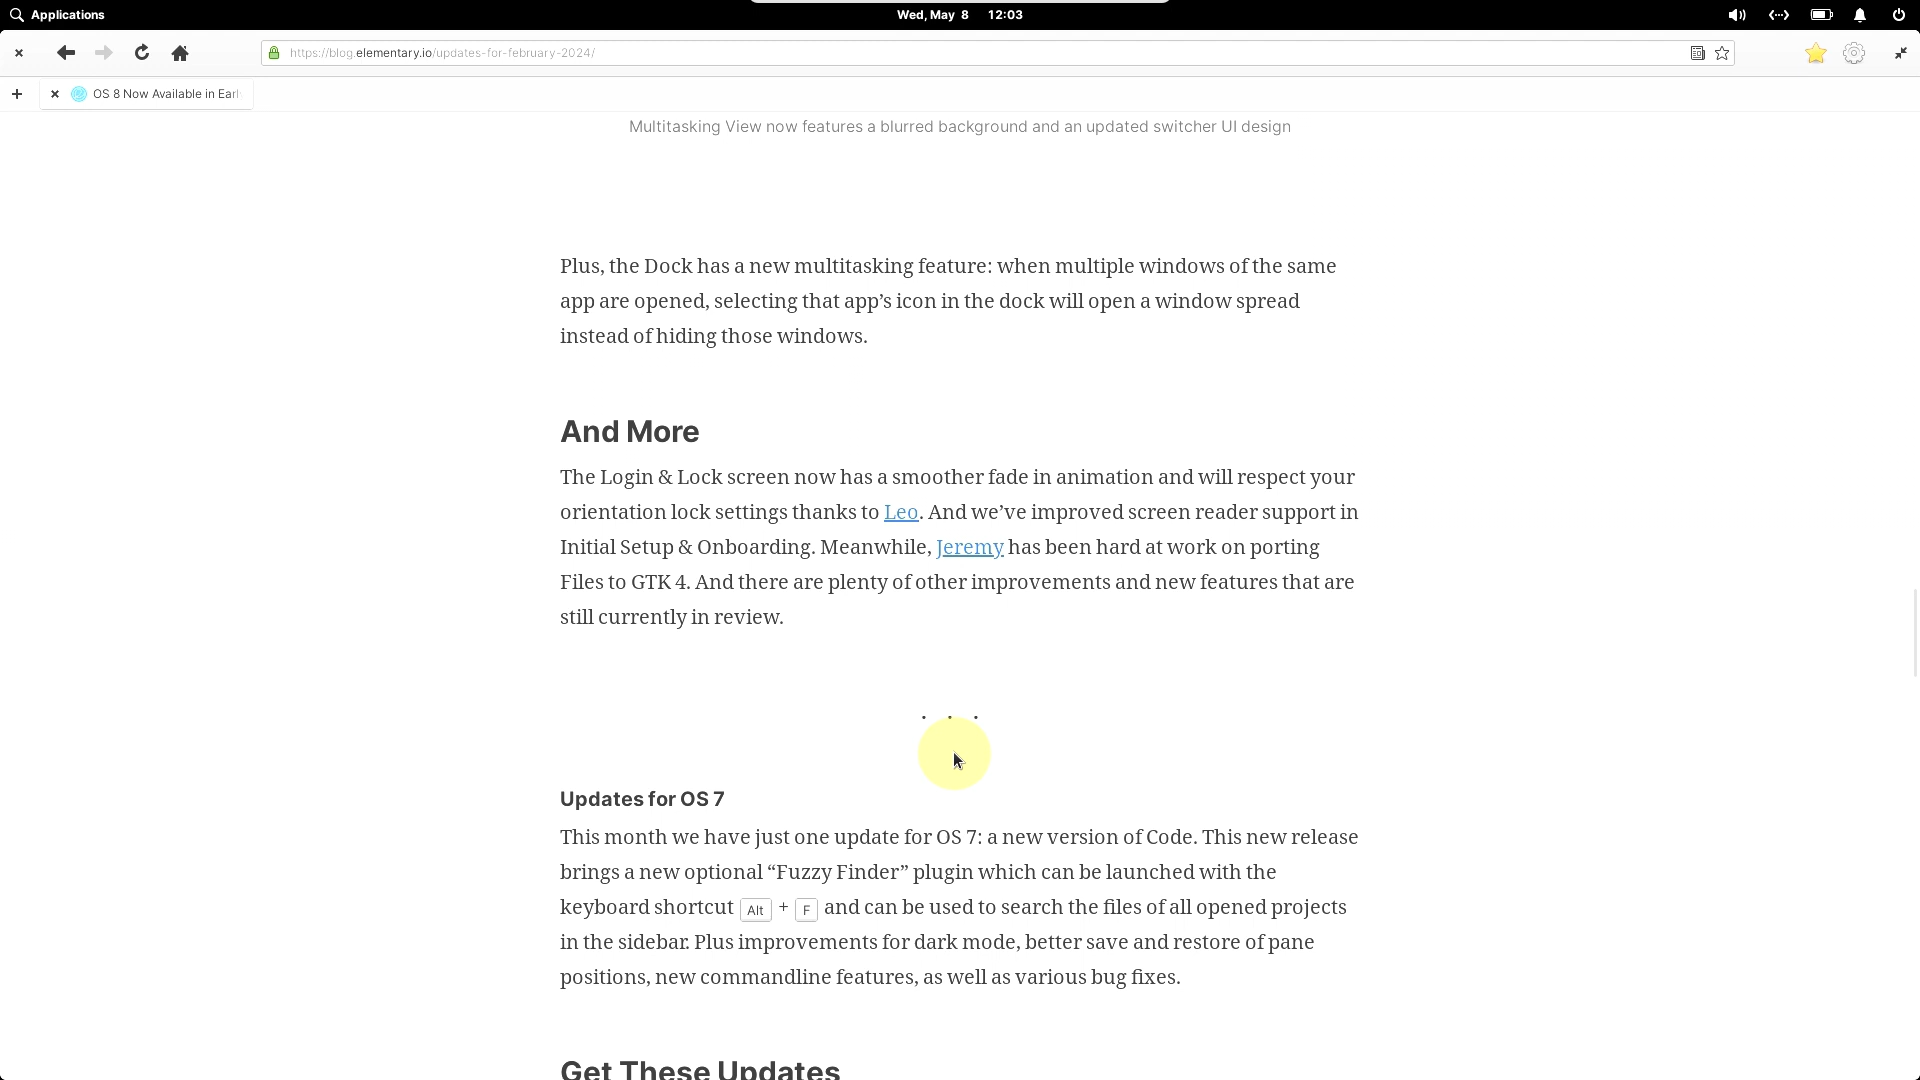 Applications
Wed, May 8 12:03
https://blog.elementary.io/updates-for-february-2024/
OS 8 Now Available in Earl
Multitasking View now features a blurred background and an updated switcher UI design
Plus, the Dock has a new multitasking feature: when multiple windows of the same
app are opened, selecting that app’s icon in the dock will open a window spread
instead of hiding those windows.
And More
The Login & Lock screen now has a smoother fade in animation and will respect your
orientation lock settings thanks to Leo. And we’ve improved screen reader support in
Initial Setup & Onboarding. Meanwhile, Jeremy has been hard at work on porting
Files to GTK 4. And there are plenty of other improvements and new features that are
still currently in review.
. . .
Updates for OS 7
This month we have just one update for OS 7: a new version of Code. This new release
brings a new optional “Fuzzy Finder” plugin which can be launched with the
keyboard shortcut Alt + F and can be used to search the files of all opened projects
in the sidebar. Plus improvements for dark mode, better save and restore of pane
positions, new commandline features, as well as various bug fixes.
Get These Updates